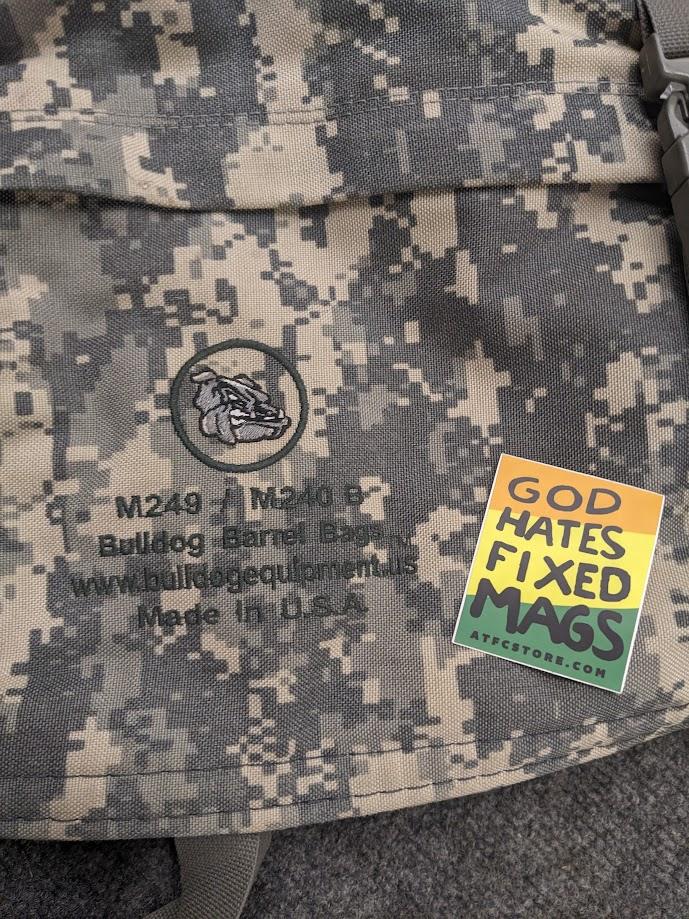 M249 / M240 B
Bulldog Barrel Bags
www.bulldogequipment.us
Made In U.S.A.
GOD
HATES
FIXED
MAGS
ATFCSTORE.COM